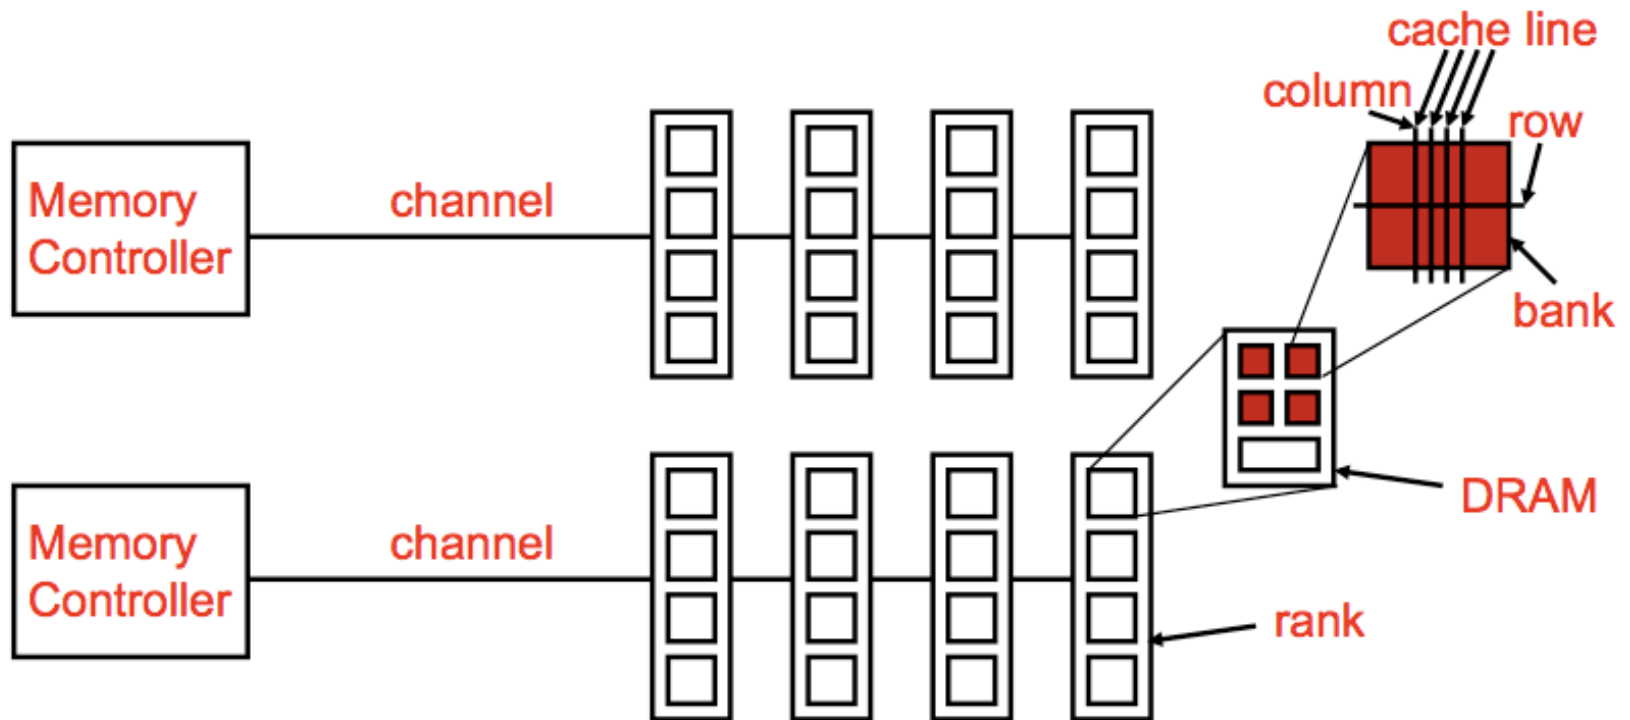 cache line
column
row
Memory
Controller
channel
bank
DRAM
Memory
Controller
channel
rank